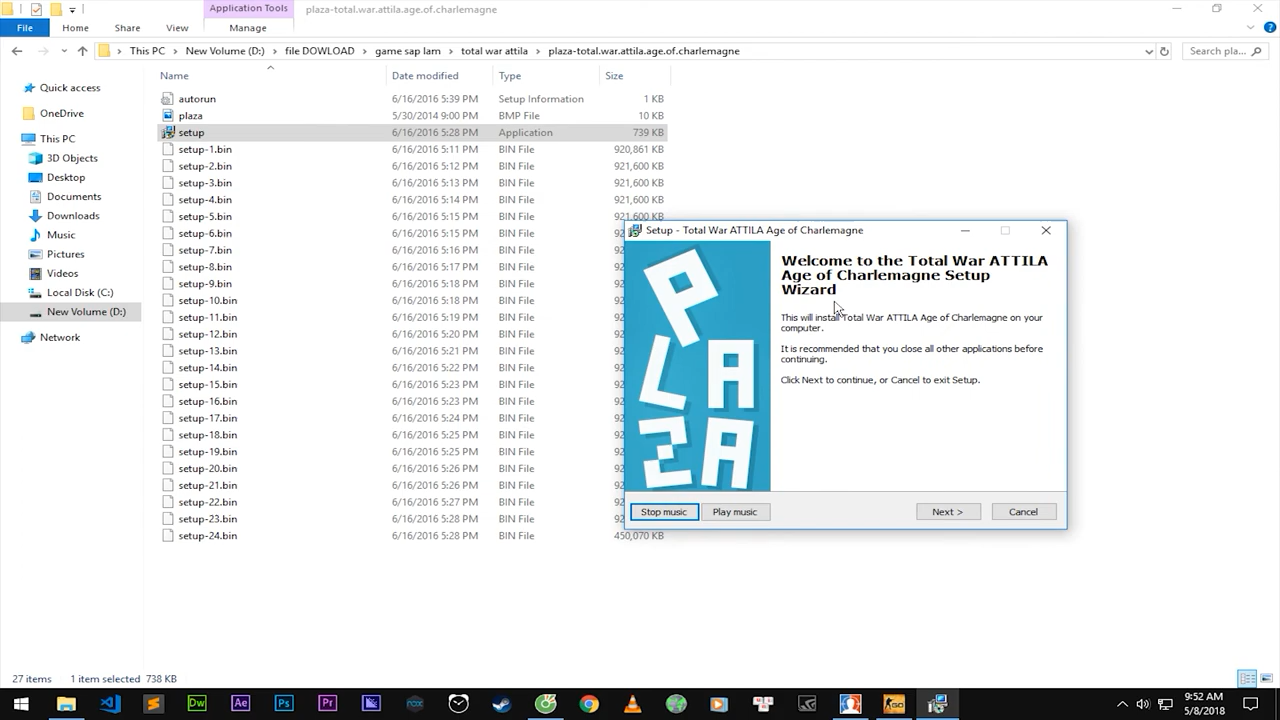 Application Tools
plaza-total.war.attila.age.of.charlemagne
File
Home
Share
View
Manage
This PC
New Volume (D:)
file DOWLOAD
game sap lam
total war attila
plaza-total.war.attila.age.of.charlemagne
Search pla...
Name
Date modified
Type
Size
Quick access
OneDrive
This PC
3D Objects
Desktop
Documents
Downloads
Music
Pictures
Videos
Local Disk (C:)
New Volume (D:)
Network
autorun 6/16/2016 5:39 PM Setup Information 1 KB
plaza 5/30/2014 9:00 PM BMP File 10 KB
setup 6/16/2016 5:28 PM Application 739 KB
setup-1.bin 6/16/2016 5:11 PM BIN File 920,861 KB
setup-2.bin 6/16/2016 5:12 PM BIN File 921,600 KB
setup-3.bin 6/16/2016 5:13 PM BIN File 921,600 KB
setup-4.bin 6/16/2016 5:14 PM BIN File 921,600 KB
setup-5.bin 6/16/2016 5:15 PM BIN File 921,600 KB
setup-6.bin 6/16/2016 5:15 PM BIN File
setup-7.bin 6/16/2016 5:16 PM BIN File
setup-8.bin 6/16/2016 5:17 PM BIN File
setup-9.bin 6/16/2016 5:18 PM BIN File
setup-10.bin 6/16/2016 5:18 PM BIN File
setup-11.bin 6/16/2016 5:19 PM BIN File
setup-12.bin 6/16/2016 5:20 PM BIN File
setup-13.bin 6/16/2016 5:21 PM BIN File
setup-14.bin 6/16/2016 5:22 PM BIN File
setup-15.bin 6/16/2016 5:23 PM BIN File
setup-16.bin 6/16/2016 5:23 PM BIN File
setup-17.bin 6/16/2016 5:24 PM BIN File
setup-18.bin 6/16/2016 5:25 PM BIN File
setup-19.bin 6/16/2016 5:25 PM BIN File
setup-20.bin 6/16/2016 5:26 PM BIN File
setup-21.bin 6/16/2016 5:26 PM BIN File
setup-22.bin 6/16/2016 5:27 PM BIN File
setup-23.bin 6/16/2016 5:28 PM BIN File
setup-24.bin 6/16/2016 5:28 PM BIN File 450,070 KB
Setup - Total War ATTILA Age of Charlemagne
PLAZA
Welcome to the Total War ATTILA
Age of Charlemagne Setup
Wizard
This will install Total War ATTILA Age of Charlemagne on your
computer.
It is recommended that you close all other applications before
continuing.
Click Next to continue, or Cancel to exit Setup.
Stop music
Play music
Next >
Cancel
27 items
1 item selected 738 KB
Dw
Ae
Ps
Pr
GO
9:52 AM
5/8/2018